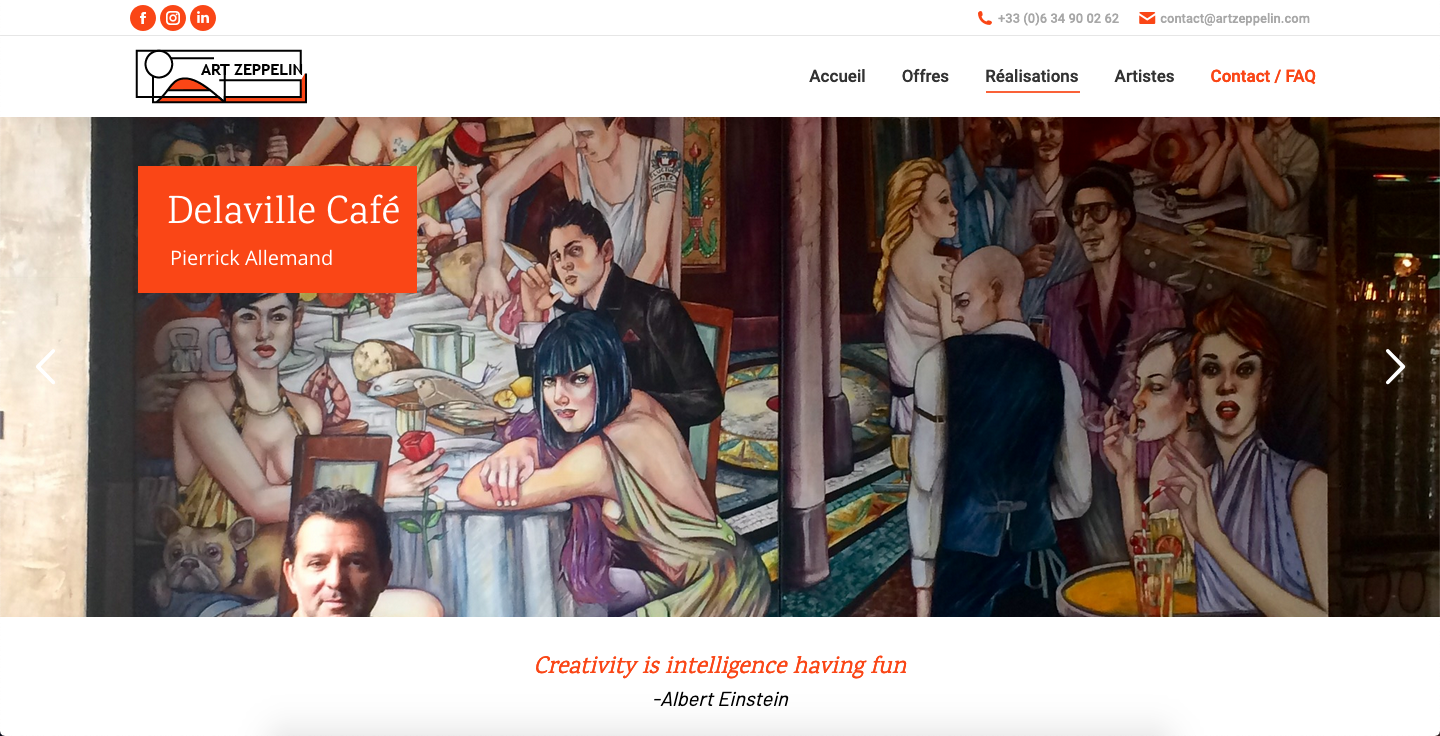 +33 (0)6 34 90 02 62
contact@artzeppelin.com
ART ZEPPELIN
Accueil
Offres
Réalisations
Artistes
Contact / FAQ
Delaville Café
Pierrick Allemand
Creativity is intelligence having fun
-Albert Einstein